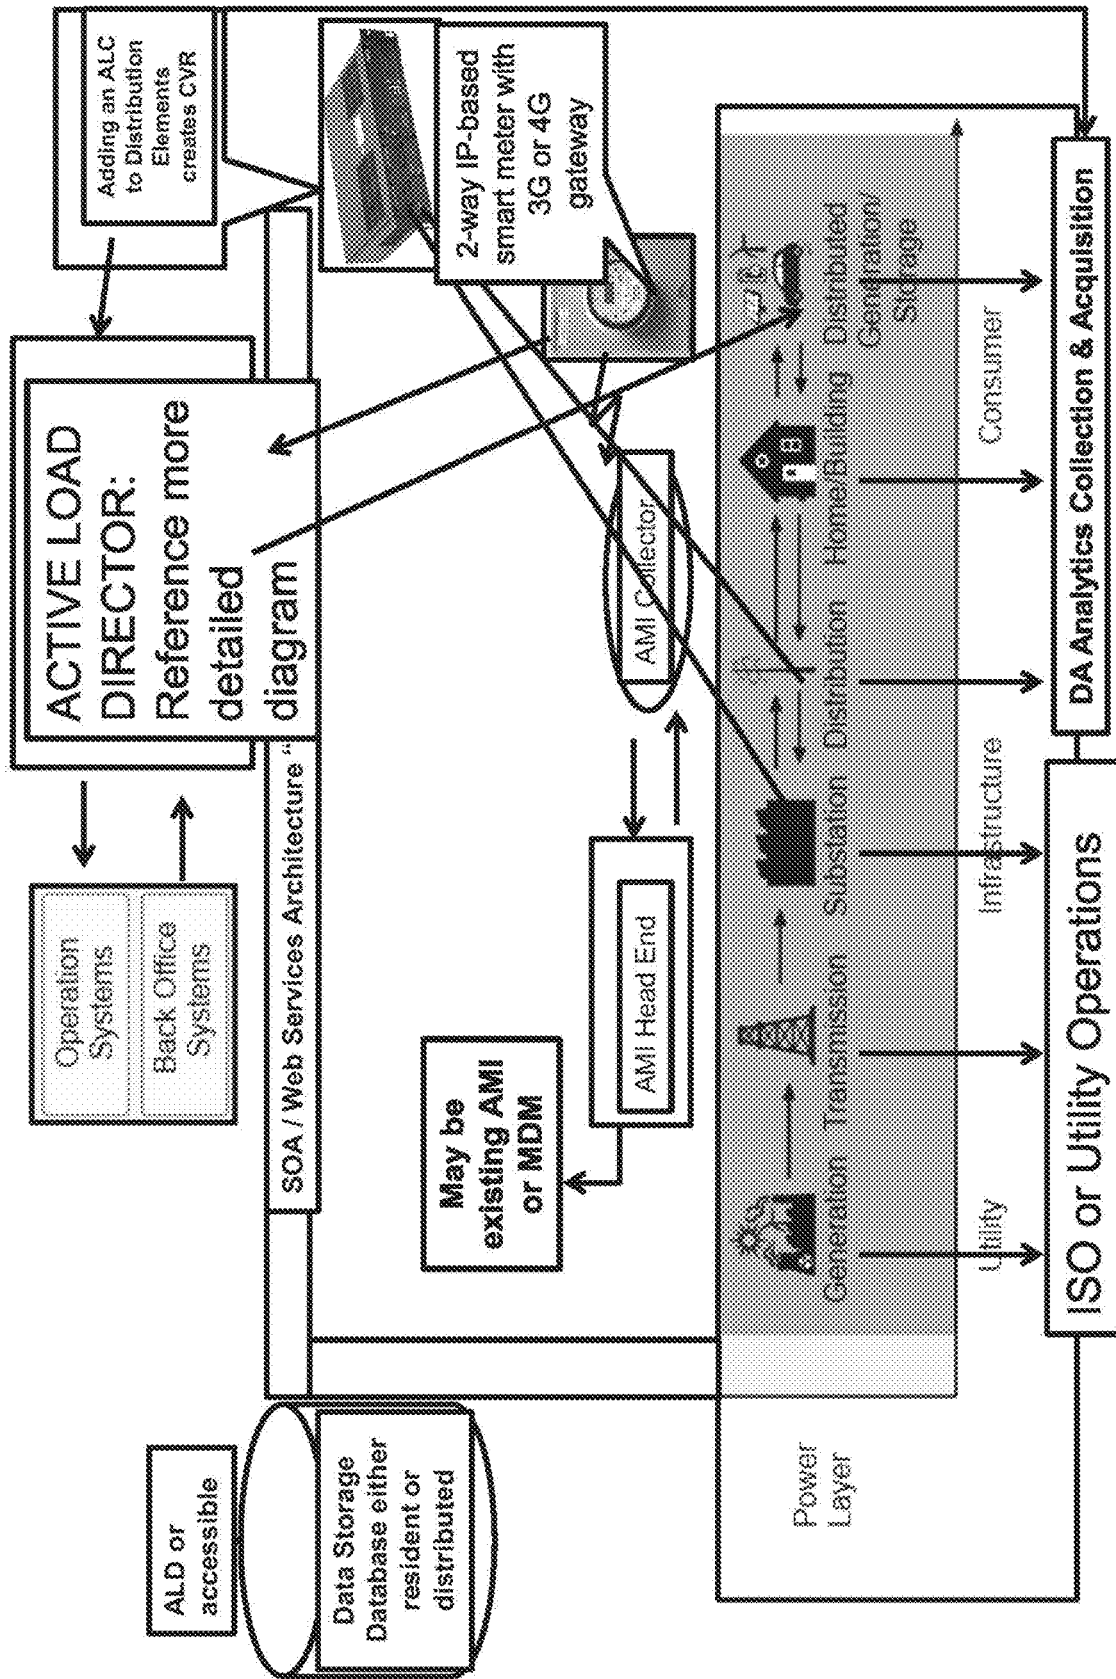 ALD or
accessible
Data Storage
Database either
resident or
distributed
Operation
Systems
Back Office
Systems
ACTIVE LOAD
DIRECTOR:
Reference more
detailed
diagram
Adding an ALC
to Distribution
Elements
creates CVR
SOA / Web Services Architecture “
2-way IP-based
smart meter with
3G or 4G
gateway
May be
existing AMI
or MDM
AMI Head End
AMI Collector
Power
Layer
Generation
Transmission
Substation
Distribution
Home/Building
Distributed
Generation/
Storage
Utility
Infrastructure
Consumer
ISO or Utility Operations
DA Analytics Collection & Acquisition